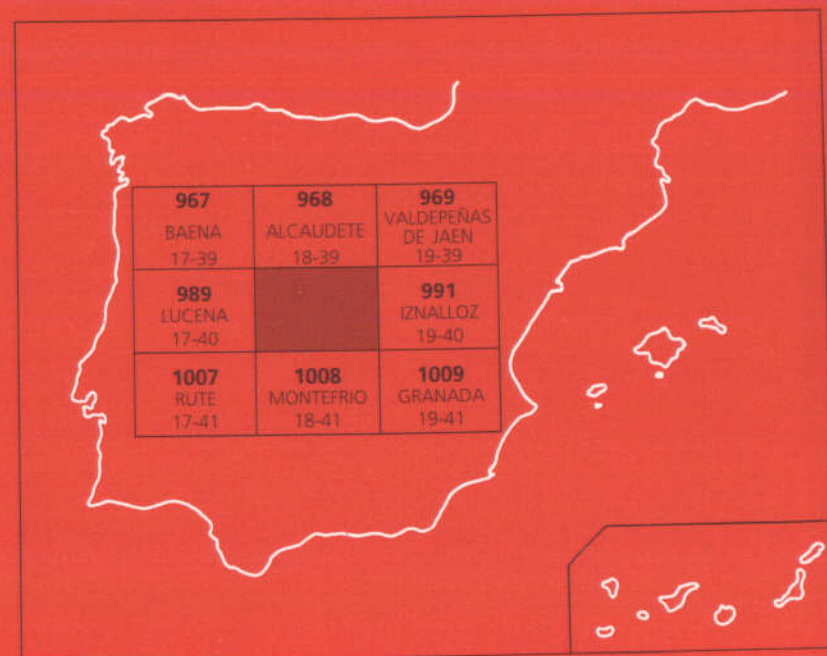 967
BAENA
17-39
968
ALCAUDETE
18-39
969
VALDEPEÑAS
DE JAEN
19-39
989
LUCENA
17-40
991
IZNALLOZ
19-40
1007
RUTE
17-41
1008
MONTEFRIO
18-41
1009
GRANADA
19-41